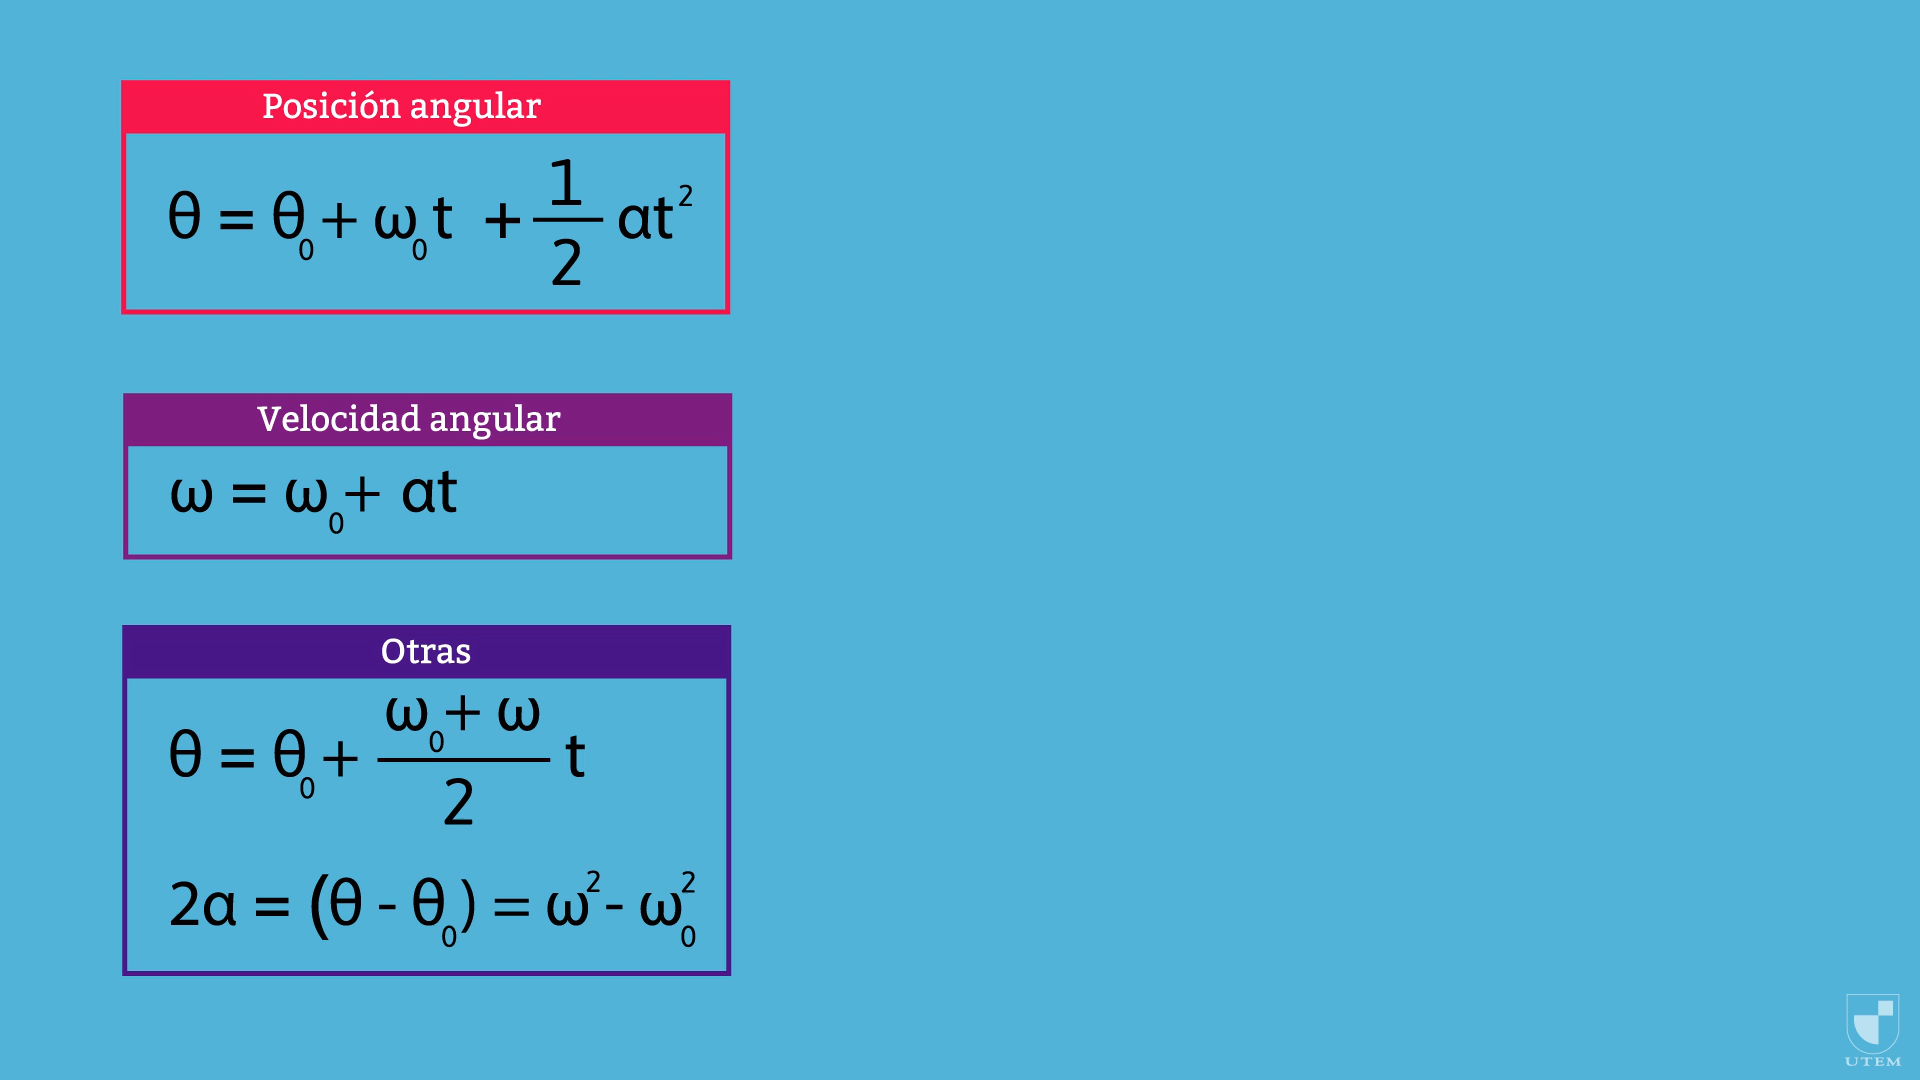 Posición angular
θ = θ₀ + ω₀ t + 1/2 αt²
Velocidad angular
ω = ω₀ + αt
Otras
θ = θ₀ + (ω₀ + ω)/2 t
2α = (θ - θ₀) = ω² - ω₀²
UTEM